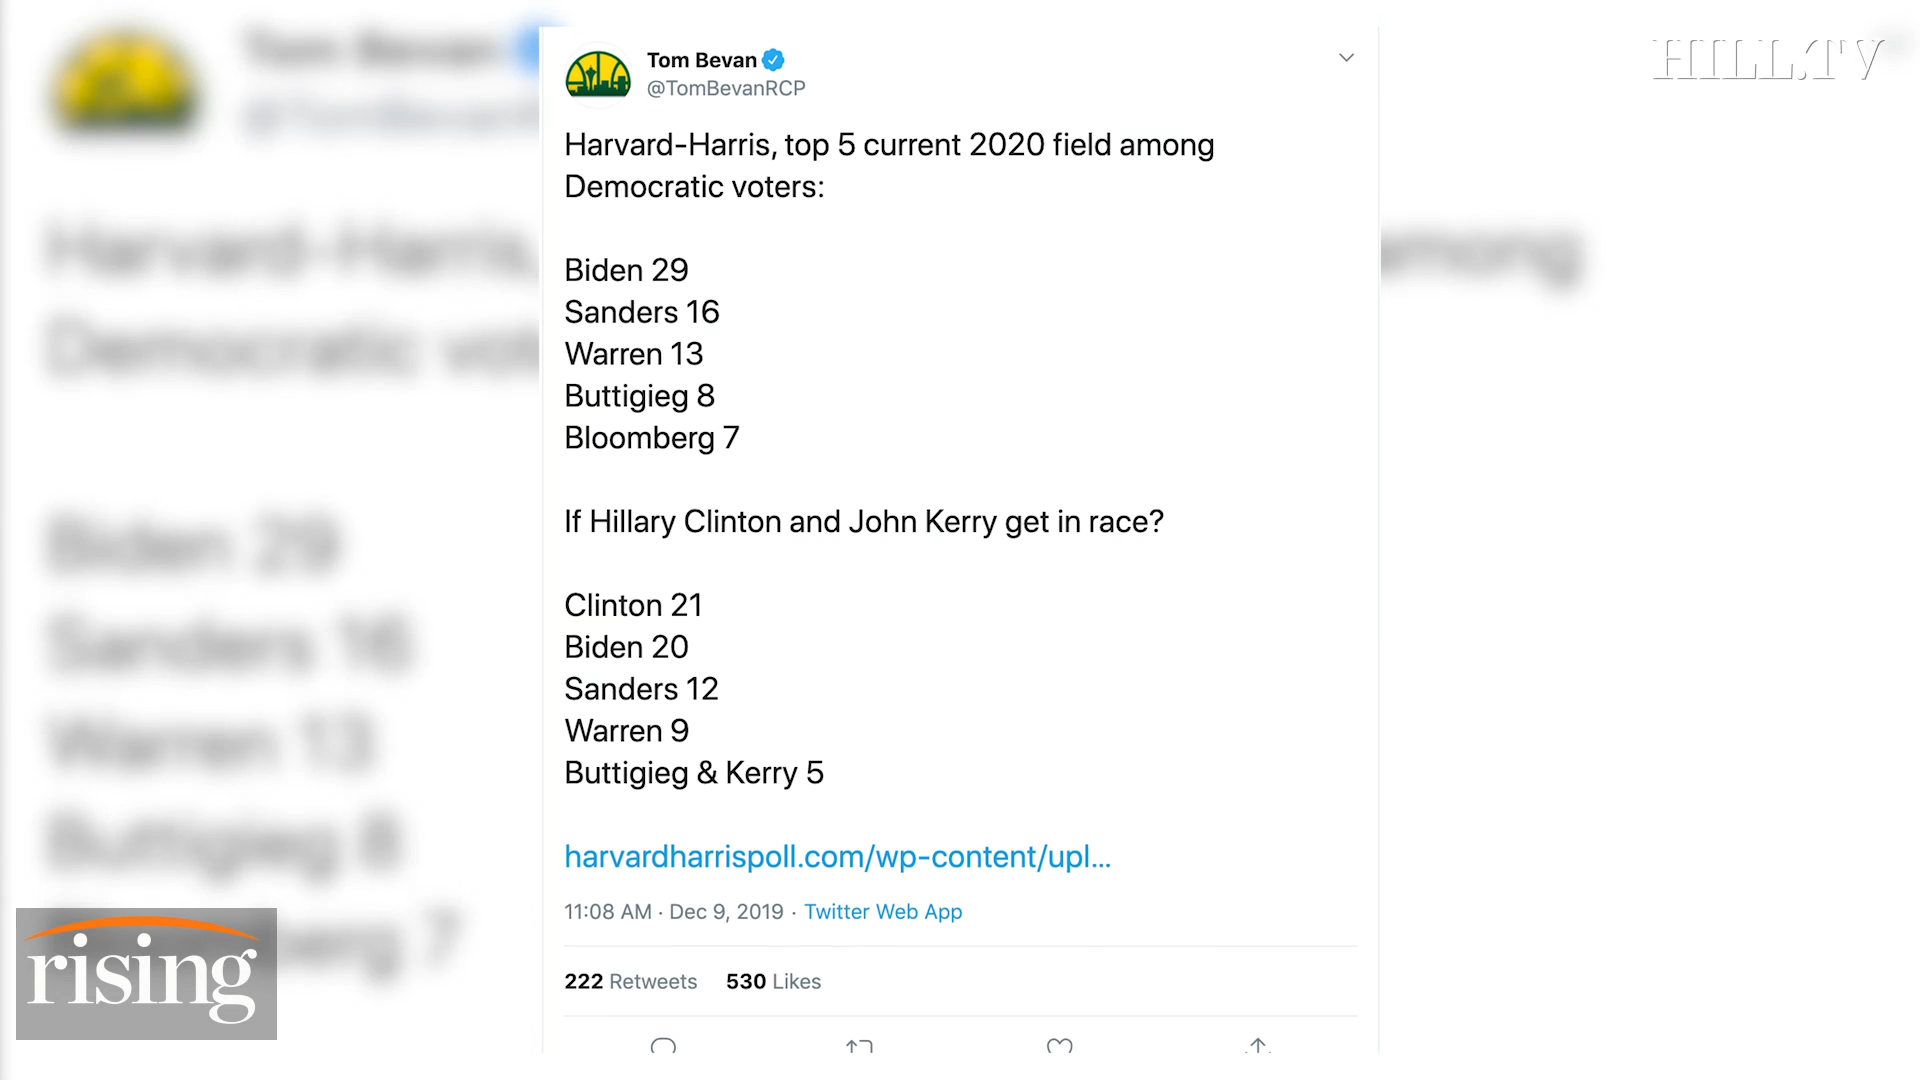 HILL.TV
Tom Bevan
@TomBevanRCP
Harvard-Harris, top 5 current 2020 field among
Democratic voters:
Biden 29
Sanders 16
Warren 13
Buttigieg 8
Bloomberg 7
If Hillary Clinton and John Kerry get in race?
Clinton 21
Biden 20
Sanders 12
Warren 9
Buttigieg & Kerry 5
harvardharrispoll.com/wp-content/upl...
11:08 AM · Dec 9, 2019 · Twitter Web App
222 Retweets 530 Likes
rising